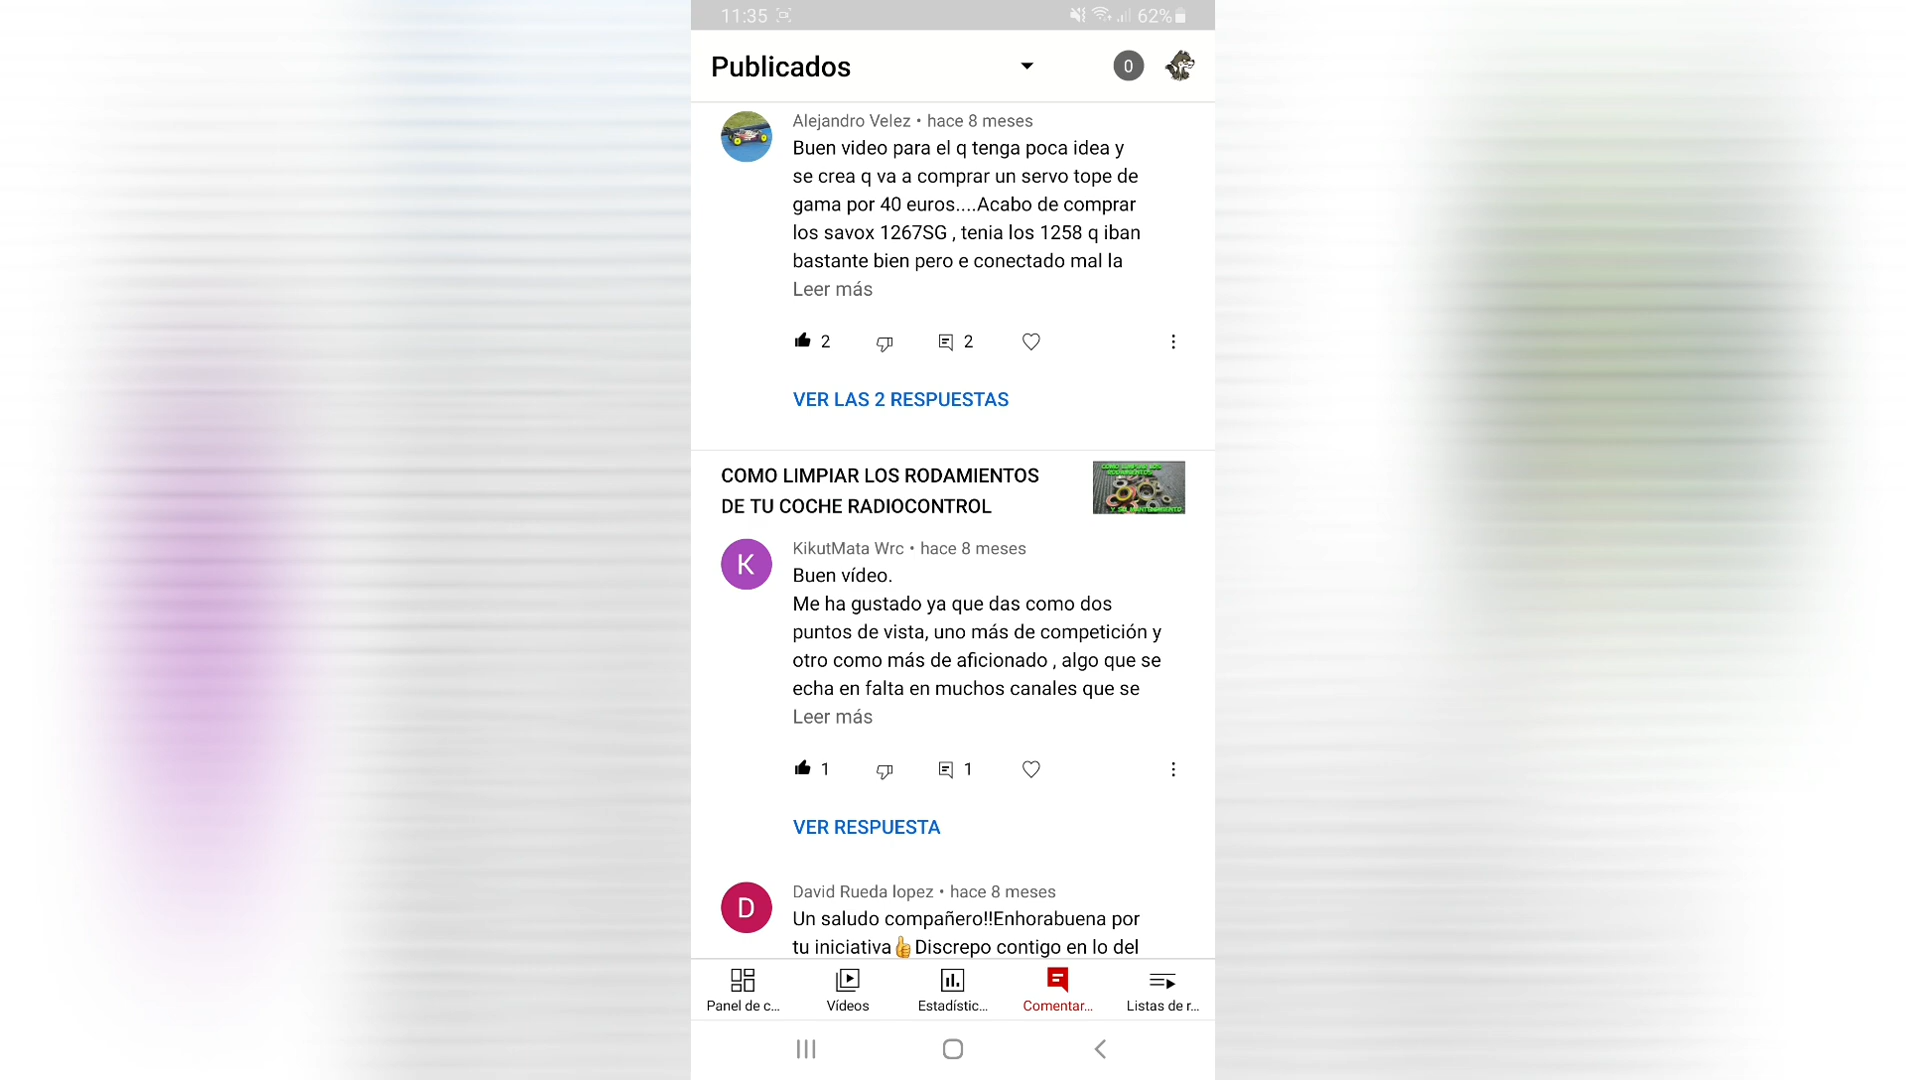 11:35
62%
Publicados
0
Alejandro Velez • hace 8 meses
Buen video para el q tenga poca idea y
se crea q va a comprar un servo tope de
gama por 40 euros....Acabo de comprar
los savox 1267SG , tenia los 1258 q iban
bastante bien pero e conectado mal la
Leer más
2
2
VER LAS 2 RESPUESTAS
COMO LIMPIAR LOS RODAMIENTOS
DE TU COCHE RADIOCONTROL
COMO LIMPIAR LOS
RODAMIENTOS
Y SU MANTENIMIENTO
K
KikutMata Wrc • hace 8 meses
Buen vídeo.
Me ha gustado ya que das como dos
puntos de vista, uno más de competición y
otro como más de aficionado , algo que se
echa en falta en muchos canales que se
Leer más
1
1
VER RESPUESTA
D
David Rueda lopez • hace 8 meses
Un saludo compañero!!Enhorabuena por
tu iniciativa👍Discrepo contigo en lo del
Panel de c...
Vídeos
Estadístic...
Comentar...
Listas de r...